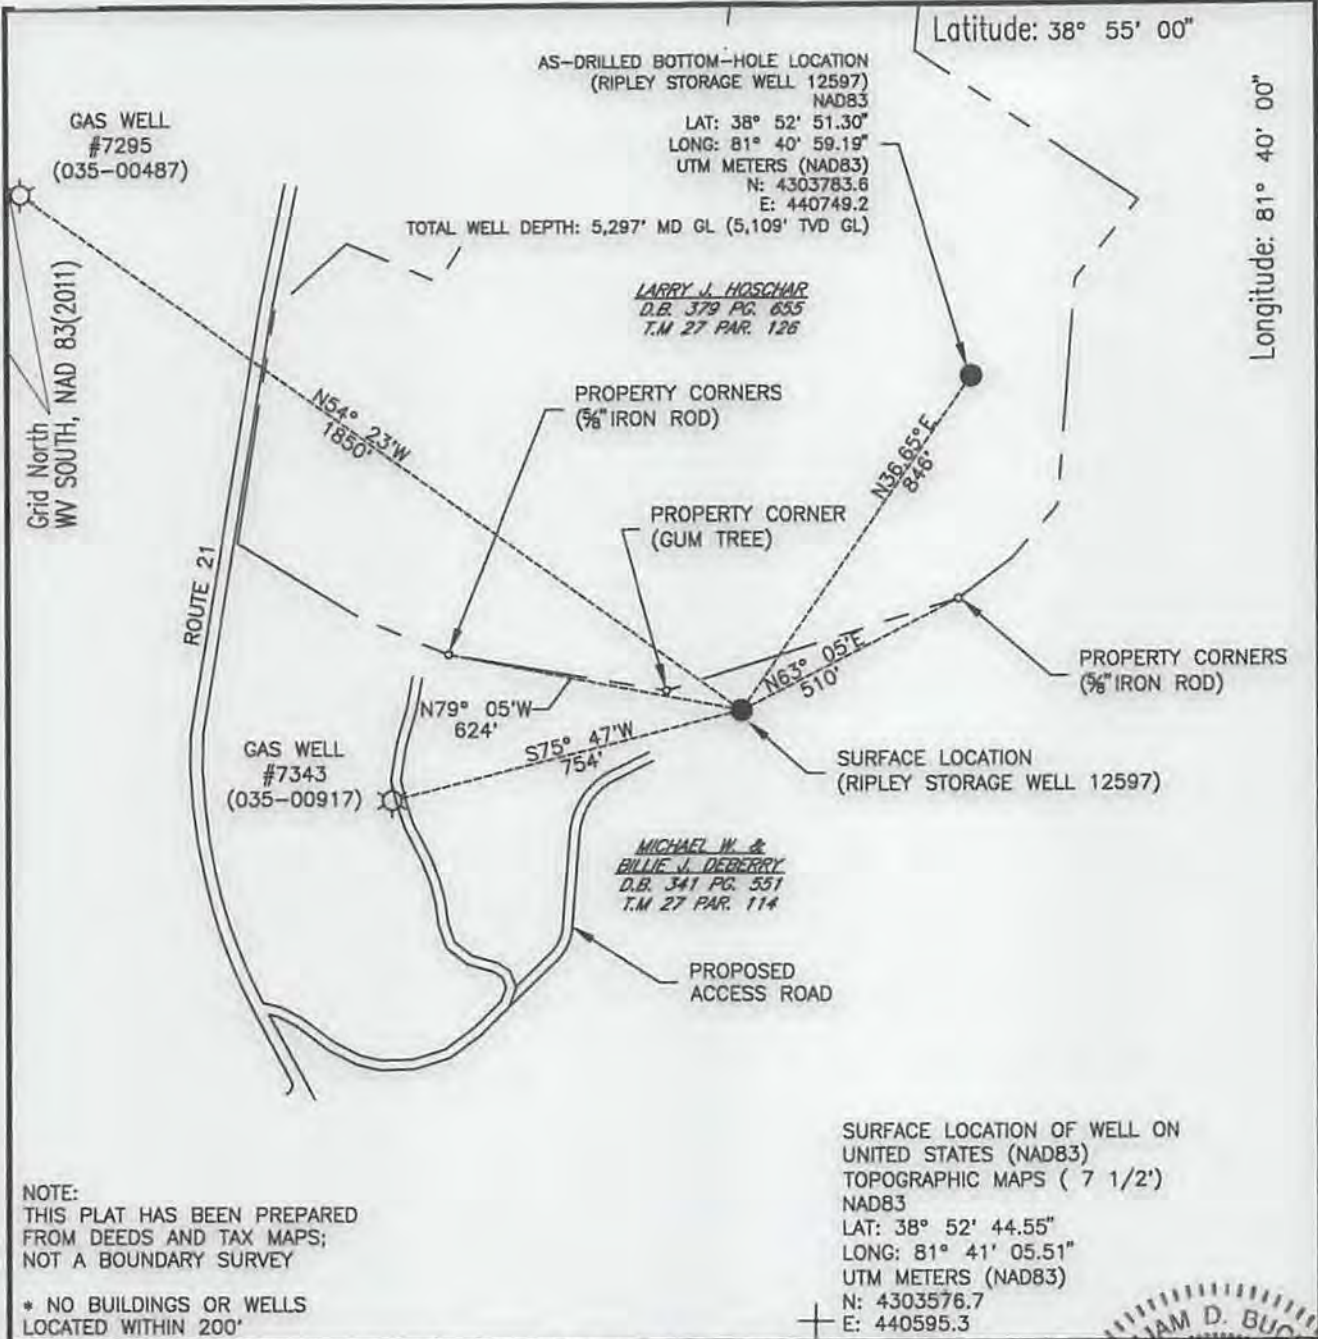 Latitude: 38° 55' 00"
Longitude: 81° 40' 00"
AS-DRILLED BOTTOM-HOLE LOCATION
(RIPLEY STORAGE WELL 12597)
NAD83
LAT: 38° 52' 51.30"
LONG: 81° 40' 59.19"
UTM METERS (NAD83)
N: 4303783.6
E: 440749.2
TOTAL WELL DEPTH: 5,297' MD GL (5,109' TVD GL)
GAS WELL
#7295
(035-00487)
Grid North
WV SOUTH, NAD 83(2011)
LARRY J. HOSCHAR
D.B. 379 PG. 655
T.M 27 PAR. 126
PROPERTY CORNERS
(⅝" IRON ROD)
N54° 23'W
1850'
N36.65°E
846'
PROPERTY CORNER
(GUM TREE)
ROUTE 21
N63° 05'E
510'
PROPERTY CORNERS
(⅝" IRON ROD)
N79° 05'W
624'
S75° 47'W
754'
GAS WELL
#7343
(035-00917)
SURFACE LOCATION
(RIPLEY STORAGE WELL 12597)
MICHAEL W. &
BILLIE J. DEBERRY
D.B. 341 PG. 551
T.M 27 PAR. 114
PROPOSED
ACCESS ROAD
SURFACE LOCATION OF WELL ON
UNITED STATES (NAD83)
TOPOGRAPHIC MAPS ( 7 1/2')
NAD83
LAT: 38° 52' 44.55"
LONG: 81° 41' 05.51"
UTM METERS (NAD83)
N: 4303576.7
E: 440595.3
NOTE:
THIS PLAT HAS BEEN PREPARED
FROM DEEDS AND TAX MAPS;
NOT A BOUNDARY SURVEY
* NO BUILDINGS OR WELLS
LOCATED WITHIN 200'
AM D. BUC